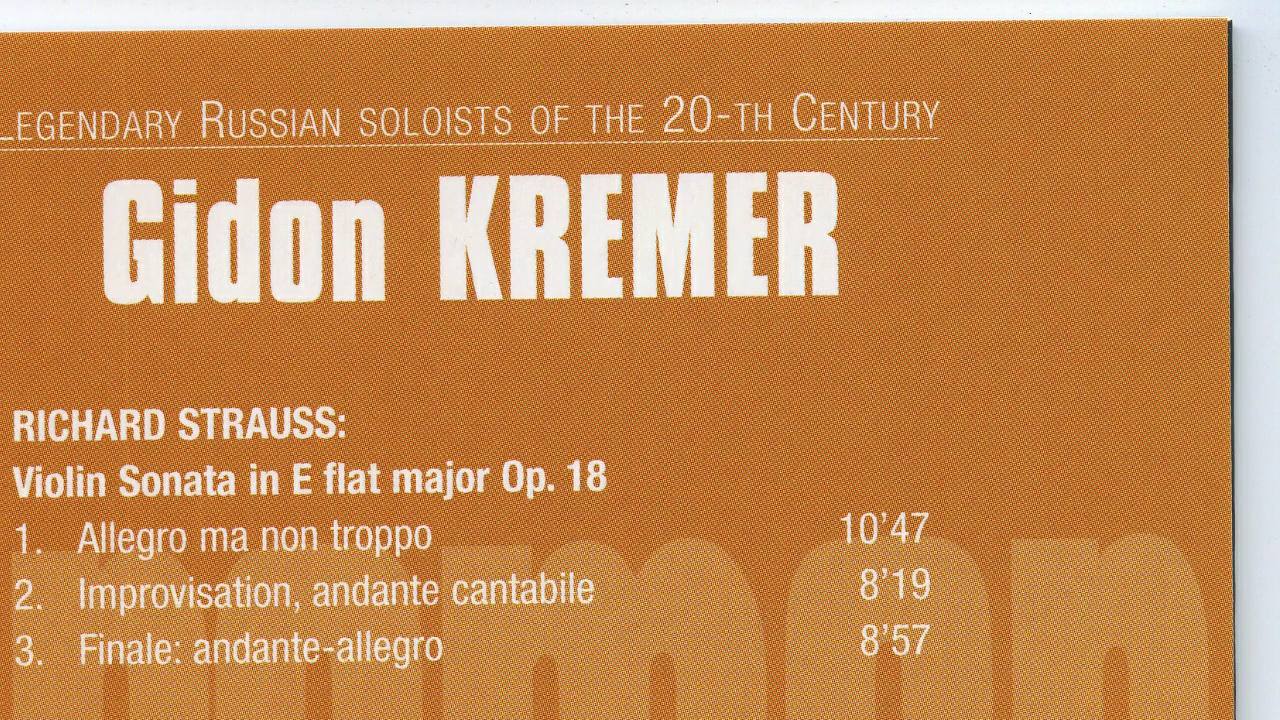 LEGENDARY RUSSIAN SOLOISTS OF THE 20-TH CENTURY
Gidon KREMER
RICHARD STRAUSS:
Violin Sonata in E flat major Op. 18
1. Allegro ma non troppo 10’47
2. Improvisation, andante cantabile 8’19
3. Finale: andante-allegro 8’57